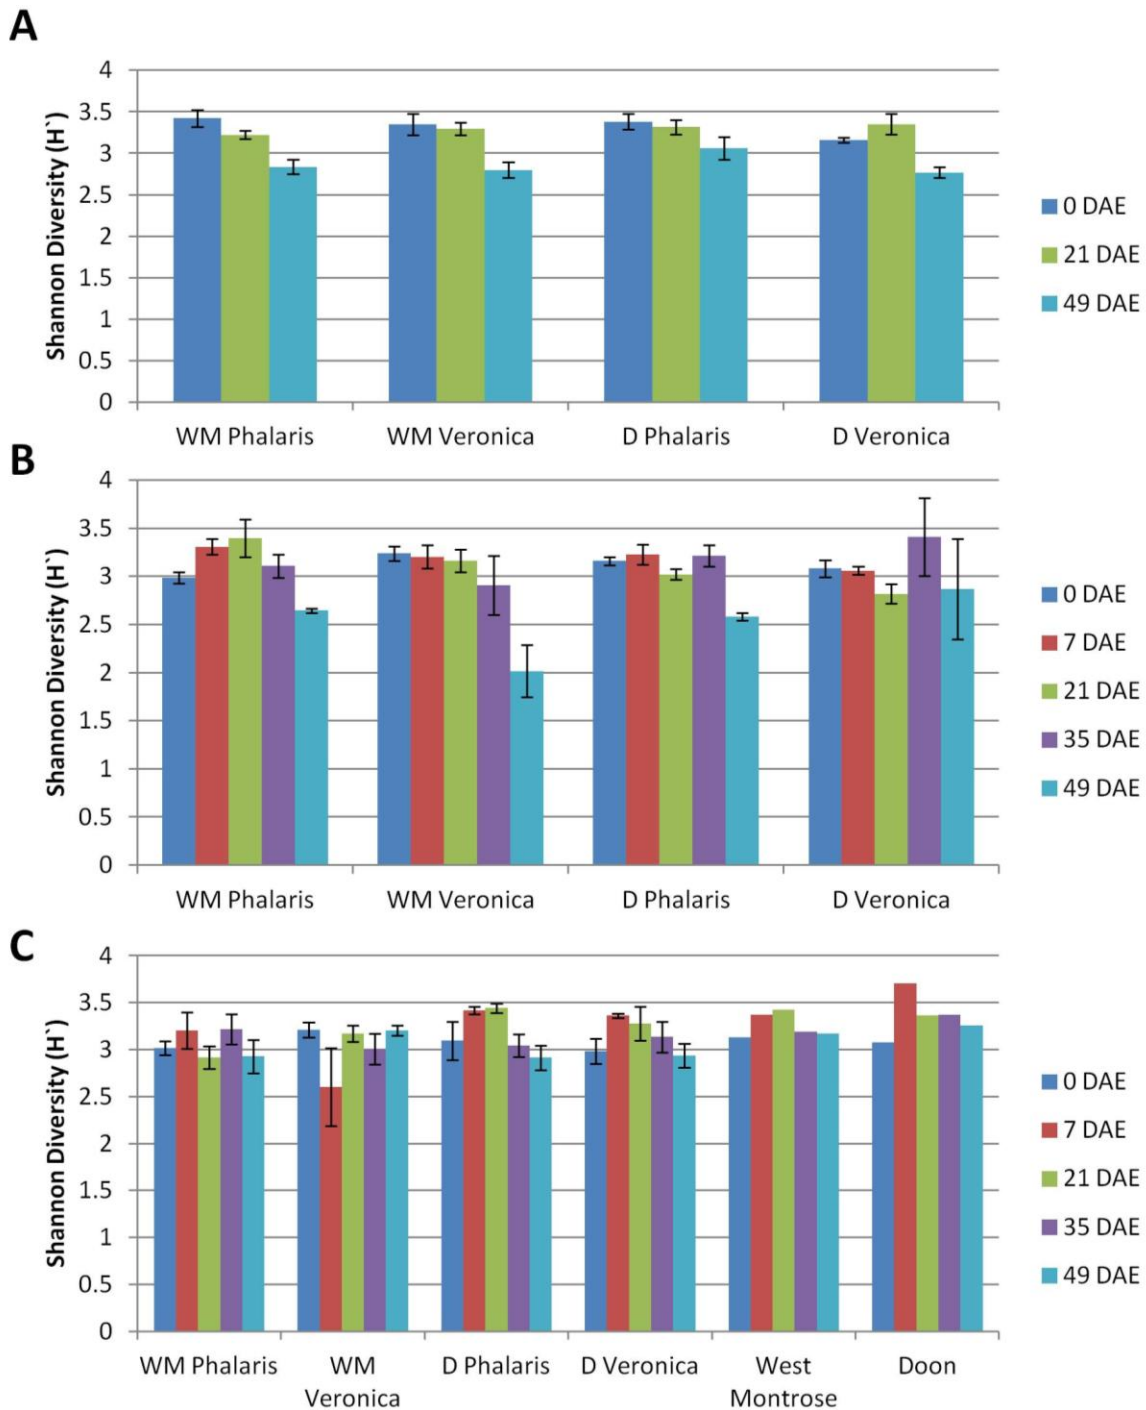 A
Shannon Diversity (H`)
4
3.5
3
2.5
2
1.5
1
0.5
0
WM Phalaris WM Veronica D Phalaris D Veronica
0 DAE
21 DAE
49 DAE
B
Shannon Diversity (H`)
4
3.5
3
2.5
2
1.5
1
0.5
0
WM Phalaris WM Veronica D Phalaris D Veronica
0 DAE
7 DAE
21 DAE
35 DAE
49 DAE
C
Shannon Diversity (H`)
4
3.5
3
2.5
2
1.5
1
0.5
0
WM Phalaris WM D Phalaris D Veronica West Doon
Veronica Montrose
0 DAE
7 DAE
21 DAE
35 DAE
49 DAE